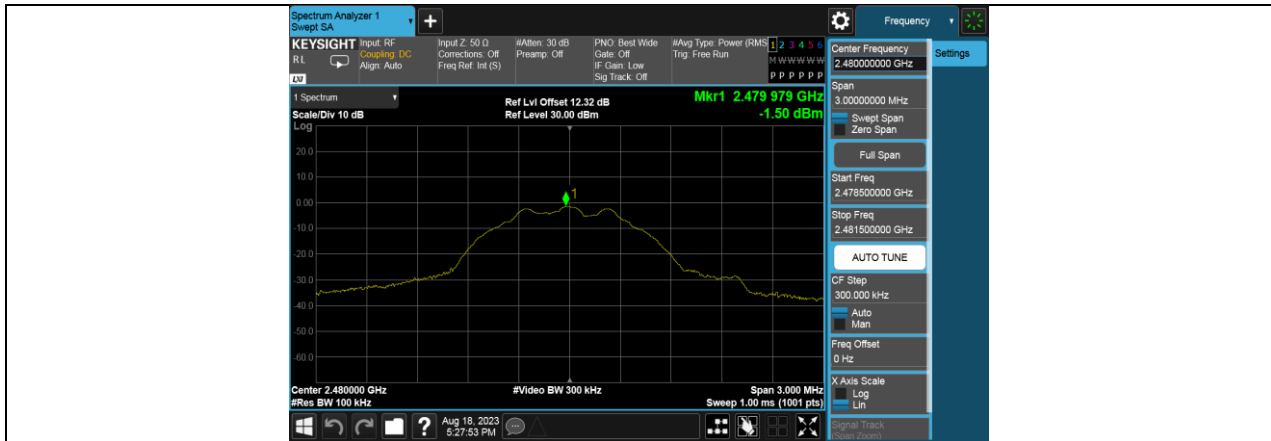 Spectrum Analyzer 1
Swept SA
+
Frequency
KEYSIGHT
RL
LXI
Input: RF
Coupling: DC
Align: Auto
Input Z: 50 Ω
Corrections: Off
Freq Ref: Int (S)
#Atten: 30 dB
Preamp: Off
PNO: Best Wide
Gate: Off
IF Gain: Low
Sig Track: Off
#Avg Type: Power (RMS
Trig: Free Run
1 2 3 4 5 6
M W W W W W
P P P P P P
1 Spectrum
Scale/Div 10 dB
Ref Lvl Offset 12.32 dB
Ref Level 30.00 dBm
Mkr1 2.479 979 GHz
-1.50 dBm
Log
20.0
10.0
0.00
-10.0
-20.0
-30.0
-40.0
-50.0
-60.0
1
Center 2.480000 GHz
#Res BW 100 kHz
#Video BW 300 kHz
Span 3.000 MHz
Sweep 1.00 ms (1001 pts)
?
Aug 18, 2023
5:27:53 PM
Center Frequency
2.480000000 GHz
Settings
Span
3.00000000 MHz
Swept Span
Zero Span
Full Span
Start Freq
2.478500000 GHz
Stop Freq
2.481500000 GHz
AUTO TUNE
CF Step
300.000 kHz
Auto
Man
Freq Offset
0 Hz
X Axis Scale
Log
Lin
Signal Track
(Span Zoom)